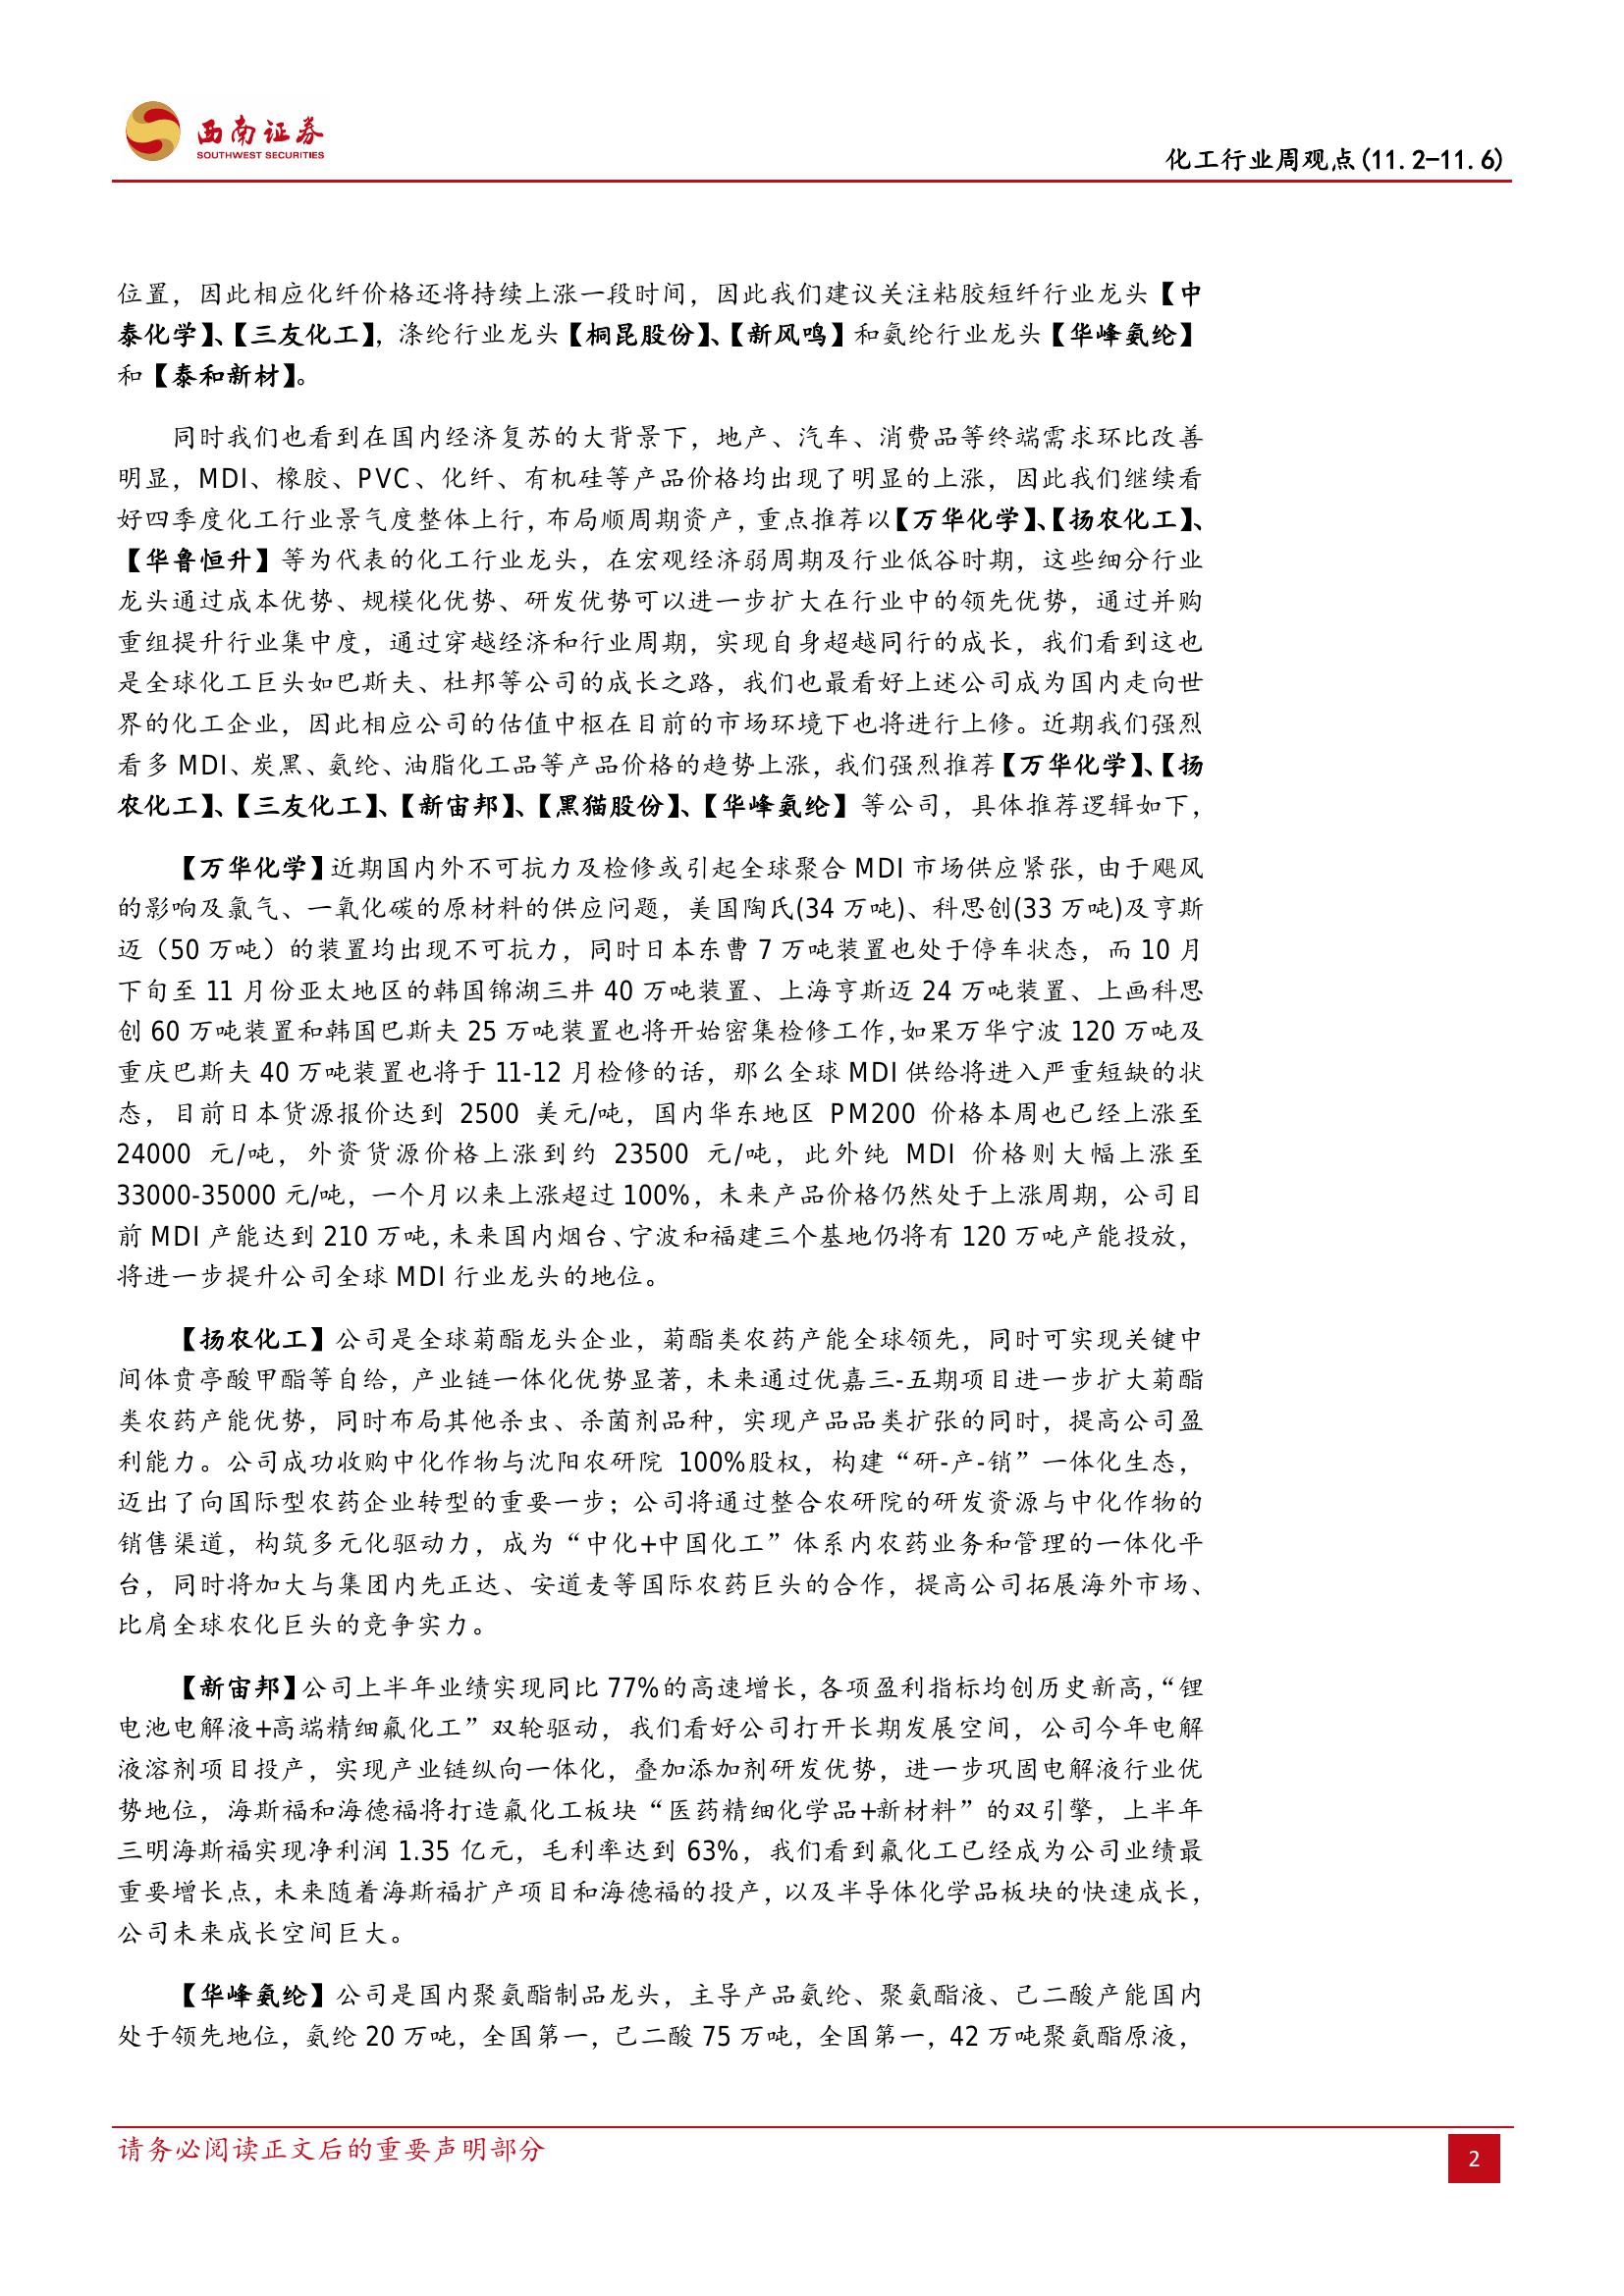 西南证券
SOUTHWEST SECURITIES
化工行业周观点(11.2-11.6)
位置，因此相应化纤价格还将持续上涨一段时间，因此我们建议关注粘胶短纤行业龙头【中
泰化学】、【三友化工】，涤纶行业龙头【桐昆股份】、【新风鸣】和氨纶行业龙头【华峰氨纶】
和【泰和新材】。
同时我们也看到在国内经济复苏的大背景下，地产、汽车、消费品等终端需求环比改善
明显，MDI、橡胶、PVC、化纤、有机硅等产品价格均出现了明显的上涨，因此我们继续看
好四季度化工行业景气度整体上行，布局顺周期资产，重点推荐以【万华化学】、【扬农化工】、
【华鲁恒升】等为代表的化工行业龙头，在宏观经济弱周期及行业低谷时期，这些细分行业
龙头通过成本优势、规模化优势、研发优势可以进一步扩大在行业中的领先优势，通过并购
重组提升行业集中度，通过穿越经济和行业周期，实现自身超越同行的成长，我们看到这也
是全球化工巨头如巴斯夫、杜邦等公司的成长之路，我们也最看好上述公司成为国内走向世
界的化工企业，因此相应公司的估值中枢在目前的市场环境下也将进行上修。近期我们强烈
看多 MDI、炭黑、氨纶、油脂化工品等产品价格的趋势上涨，我们强烈推荐【万华化学】、【扬
农化工】、【三友化工】、【新宙邦】、【黑猫股份】、【华峰氨纶】等公司，具体推荐逻辑如下，
【万华化学】近期国内外不可抗力及检修或引起全球聚合 MDI 市场供应紧张，由于飓风
的影响及氯气、一氧化碳的原材料的供应问题，美国陶氏(34 万吨)、科思创(33 万吨)及亨斯
迈（50 万吨）的装置均出现不可抗力，同时日本东曹 7 万吨装置也处于停车状态，而 10 月
下旬至 11 月份亚太地区的韩国锦湖三井 40 万吨装置、上海亨斯迈 24 万吨装置、上画科思
创 60 万吨装置和韩国巴斯夫 25 万吨装置也将开始密集检修工作，如果万华宁波 120 万吨及
重庆巴斯夫 40 万吨装置也将于 11-12 月检修的话，那么全球 MDI 供给将进入严重短缺的状
态，目前日本货源报价达到 2500 美元/吨，国内华东地区 PM200 价格本周也已经上涨至
24000 元/吨，外资货源价格上涨到约 23500 元/吨，此外纯 MDI 价格则大幅上涨至
33000-35000 元/吨，一个月以来上涨超过 100%，未来产品价格仍然处于上涨周期，公司目
前 MDI 产能达到 210 万吨，未来国内烟台、宁波和福建三个基地仍将有 120 万吨产能投放，
将进一步提升公司全球 MDI 行业龙头的地位。
【扬农化工】公司是全球菊酯龙头企业，菊酯类农药产能全球领先，同时可实现关键中
间体贲亭酸甲酯等自给，产业链一体化优势显著，未来通过优嘉三-五期项目进一步扩大菊酯
类农药产能优势，同时布局其他杀虫、杀菌剂品种，实现产品品类扩张的同时，提高公司盈
利能力。公司成功收购中化作物与沈阳农研院 100%股权，构建“研-产-销”一体化生态，
迈出了向国际型农药企业转型的重要一步；公司将通过整合农研院的研发资源与中化作物的
销售渠道，构筑多元化驱动力，成为“中化+中国化工”体系内农药业务和管理的一体化平
台，同时将加大与集团内先正达、安道麦等国际农药巨头的合作，提高公司拓展海外市场、
比肩全球农化巨头的竞争实力。
【新宙邦】公司上半年业绩实现同比 77%的高速增长，各项盈利指标均创历史新高，“锂
电池电解液+高端精细氟化工”双轮驱动，我们看好公司打开长期发展空间，公司今年电解
液溶剂项目投产，实现产业链纵向一体化，叠加添加剂研发优势，进一步巩固电解液行业优
势地位，海斯福和海德福将打造氟化工板块“医药精细化学品+新材料”的双引擎，上半年
三明海斯福实现净利润 1.35 亿元，毛利率达到 63%，我们看到氟化工已经成为公司业绩最
重要增长点，未来随着海斯福扩产项目和海德福的投产，以及半导体化学品板块的快速成长，
公司未来成长空间巨大。
【华峰氨纶】公司是国内聚氨酯制品龙头，主导产品氨纶、聚氨酯液、己二酸产能国内
处于领先地位，氨纶 20 万吨，全国第一，己二酸 75 万吨，全国第一，42 万吨聚氨酯原液，
请务必阅读正文后的重要声明部分
2